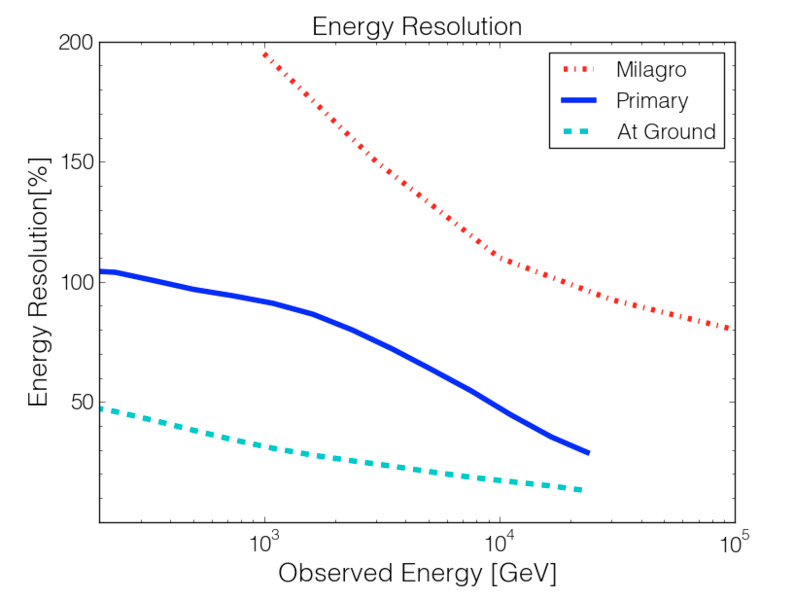 Energy Resolution
200
150
100
50
Energy Resolution[%]
Milagro
Primary
At Ground
10³ 10⁴ 10⁵
Observed Energy [GeV]